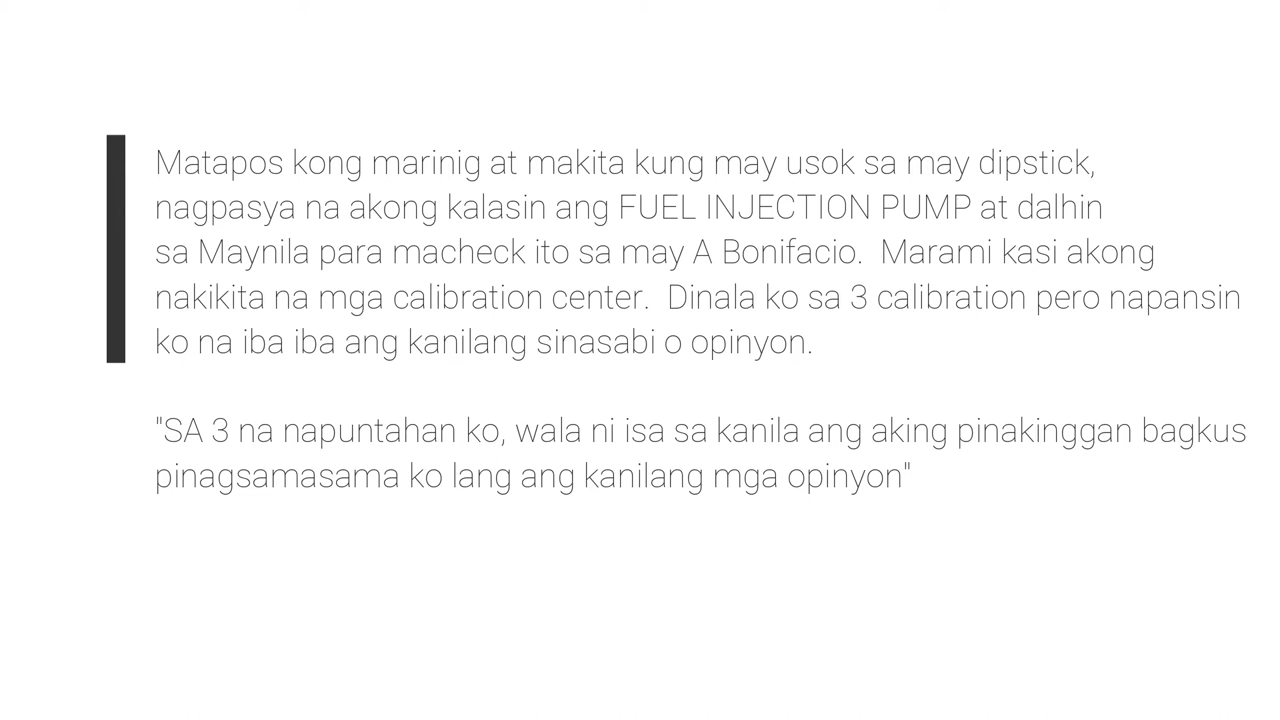 Matapos kong marinig at makita kung may usok sa may dipstick,
nagpasya na akong kalasin ang FUEL INJECTION PUMP at dalhin
sa Maynila para macheck ito sa may A Bonifacio.  Marami kasi akong
nakikita na mga calibration center.  Dinala ko sa 3 calibration pero napansin
ko na iba iba ang kanilang sinasabi o opinyon.
"SA 3 na napuntahan ko, wala ni isa sa kanila ang aking pinakinggan bagkus
pinagsamasama ko lang ang kanilang mga opinyon"